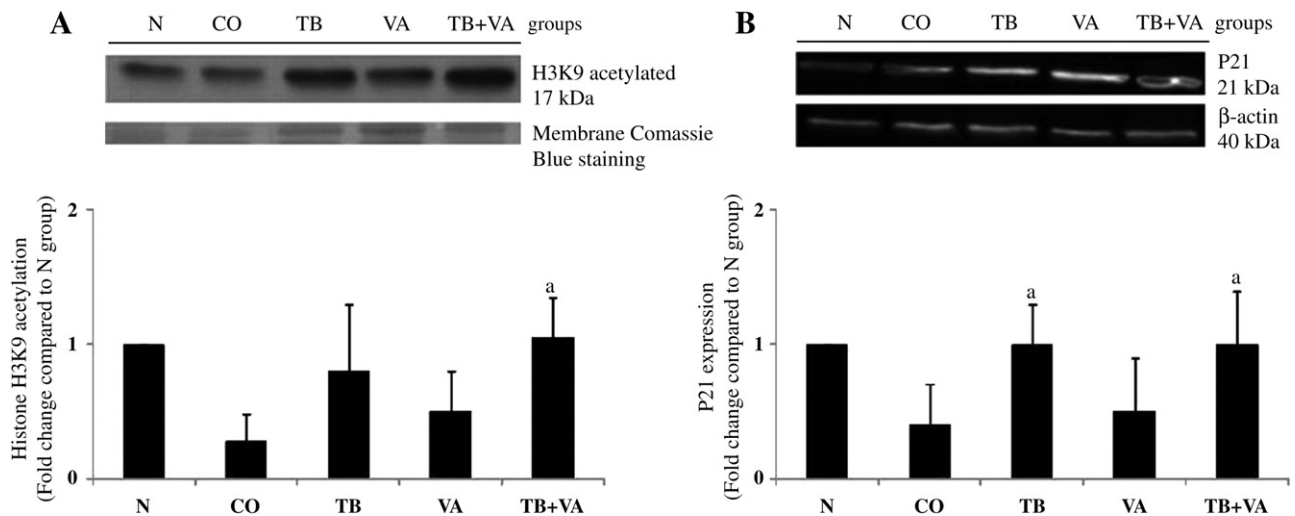 A
N CO TB VA TB+VA groups
H3K9 acetylated
17 kDa
Membrane Comassie
Blue staining
Histone H3K9 acetylation
(Fold change compared to N group)
2
1
0
a
N CO TB VA TB+VA
B
N CO TB VA TB+VA groups
P21
21 kDa
β-actin
40 kDa
P21 expression
(Fold change compared to N group)
2
1
0
a a
N CO TB VA TB+VA